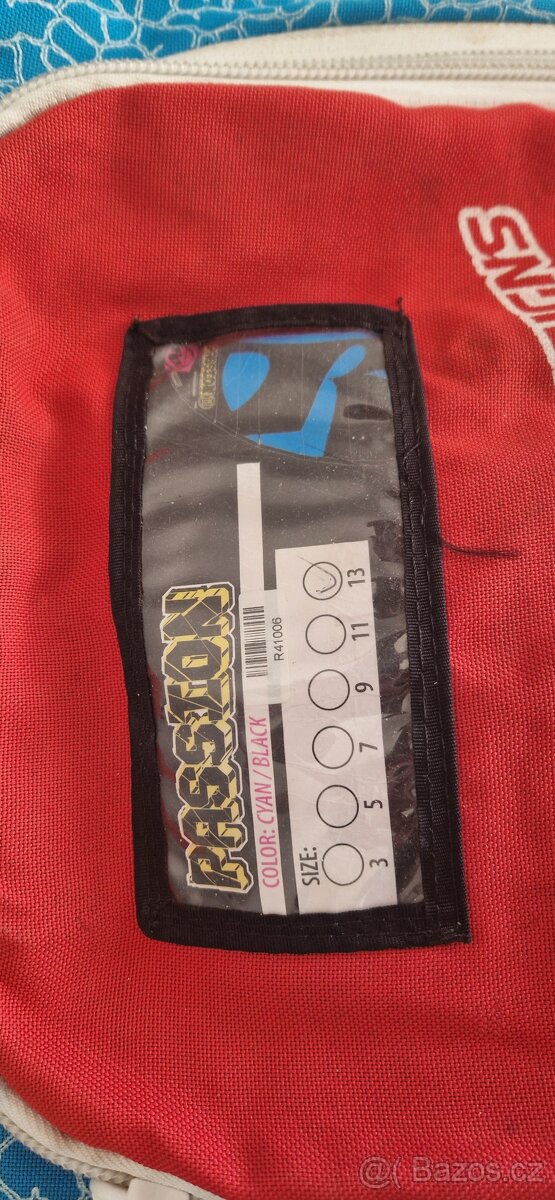 PASSION
COLOR: CYAN / BLACK
R41006
SIZE:
3 5 7 9 11 13
Bazos.cz